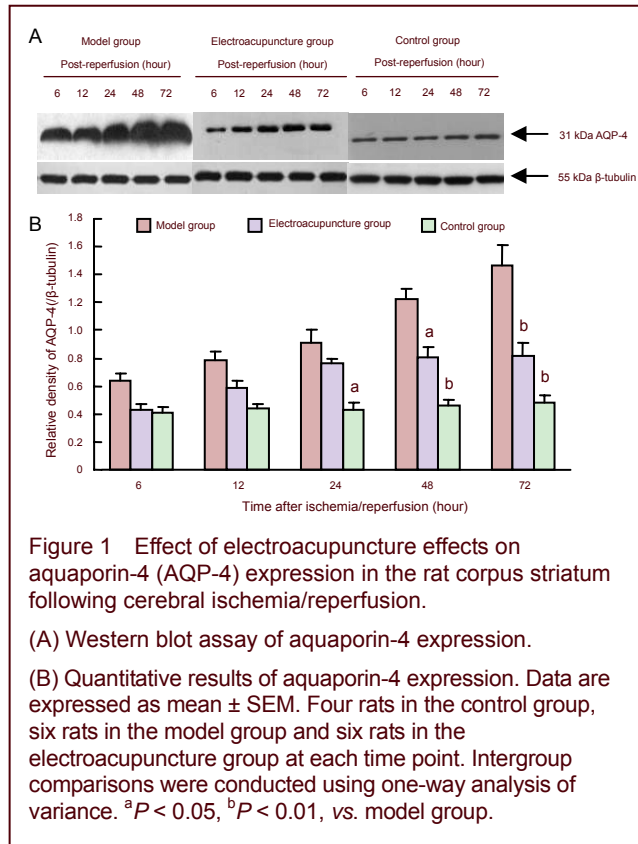 A
Model group Electroacupuncture group Control group
Post-reperfusion (hour) Post-reperfusion (hour) Post-reperfusion (hour)
6 12 24 48 72 6 12 24 48 72 6 12 24 48 72
31 kDa AQP-4
55 kDa β-tubulin
B
Relative density of AQP-4(/β-tubulin)
1.8
1.6
1.4
1.2
1.0
0.8
0.6
0.4
0.2
0
Model group Electroacupuncture group Control group
a a b b b
6 12 24 48 72
Time after ischemia/reperfusion (hour)
Figure 1 Effect of electroacupuncture effects on
aquaporin-4 (AQP-4) expression in the rat corpus striatum
following cerebral ischemia/reperfusion.
(A) Western blot assay of aquaporin-4 expression.
(B) Quantitative results of aquaporin-4 expression. Data are
expressed as mean ± SEM. Four rats in the control group,
six rats in the model group and six rats in the
electroacupuncture group at each time point. Intergroup
comparisons were conducted using one-way analysis of
variance. ᵃP < 0.05, ᵇP < 0.01, vs. model group.